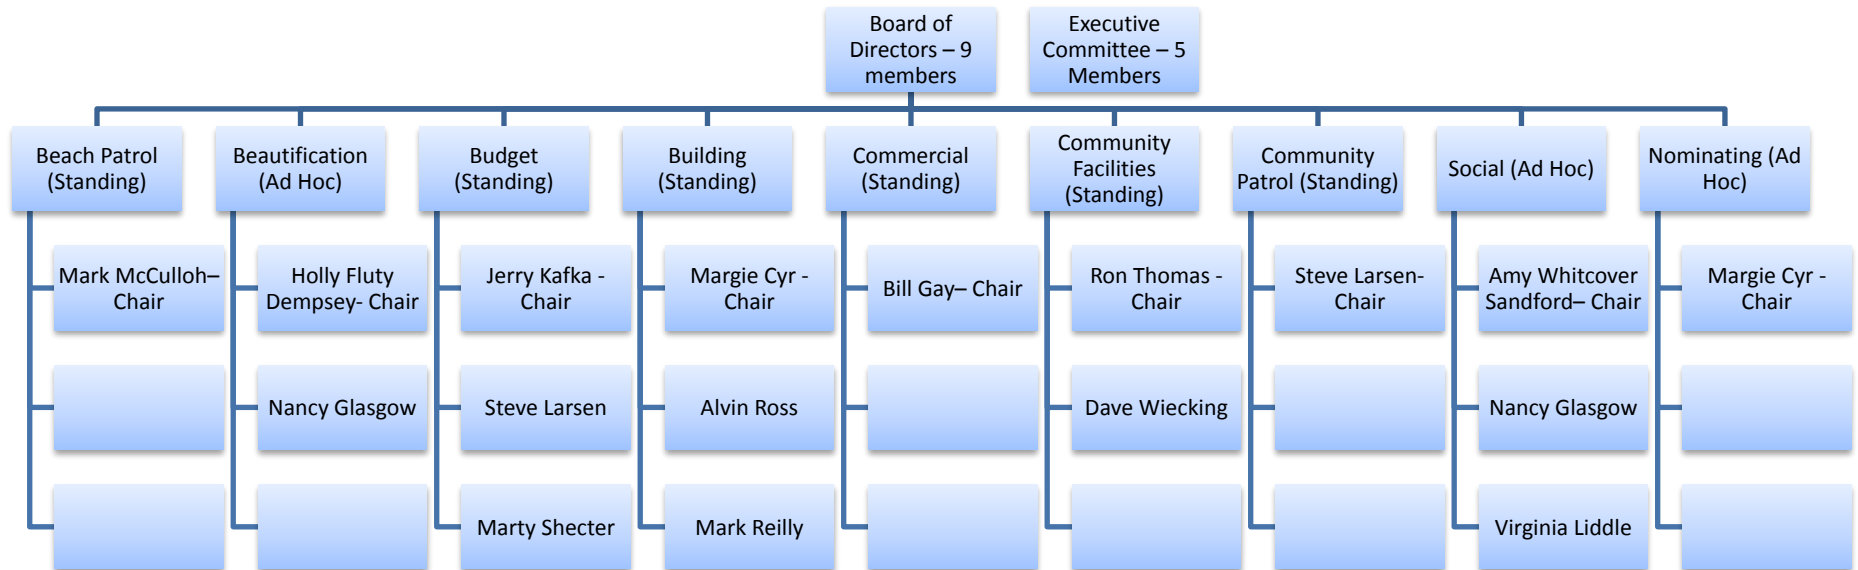 Board of
Directors – 9
members
Executive
Committee – 5
Members
Beach Patrol
(Standing)
Beautification
(Ad Hoc)
Budget
(Standing)
Building
(Standing)
Commercial
(Standing)
Community
Facilities
(Standing)
Community
Patrol (Standing)
Social (Ad Hoc)
Nominating (Ad
Hoc)
Mark McCulloh–
Chair
Holly Fluty
Dempsey- Chair
Jerry Kafka -
Chair
Margie Cyr -
Chair
Bill Gay– Chair
Ron Thomas -
Chair
Steve Larsen-
Chair
Amy Whitcover
Sandford– Chair
Margie Cyr -
Chair
Nancy Glasgow
Steve Larsen
Alvin Ross
Dave Wiecking
Nancy Glasgow
Marty Shecter
Mark Reilly
Virginia Liddle